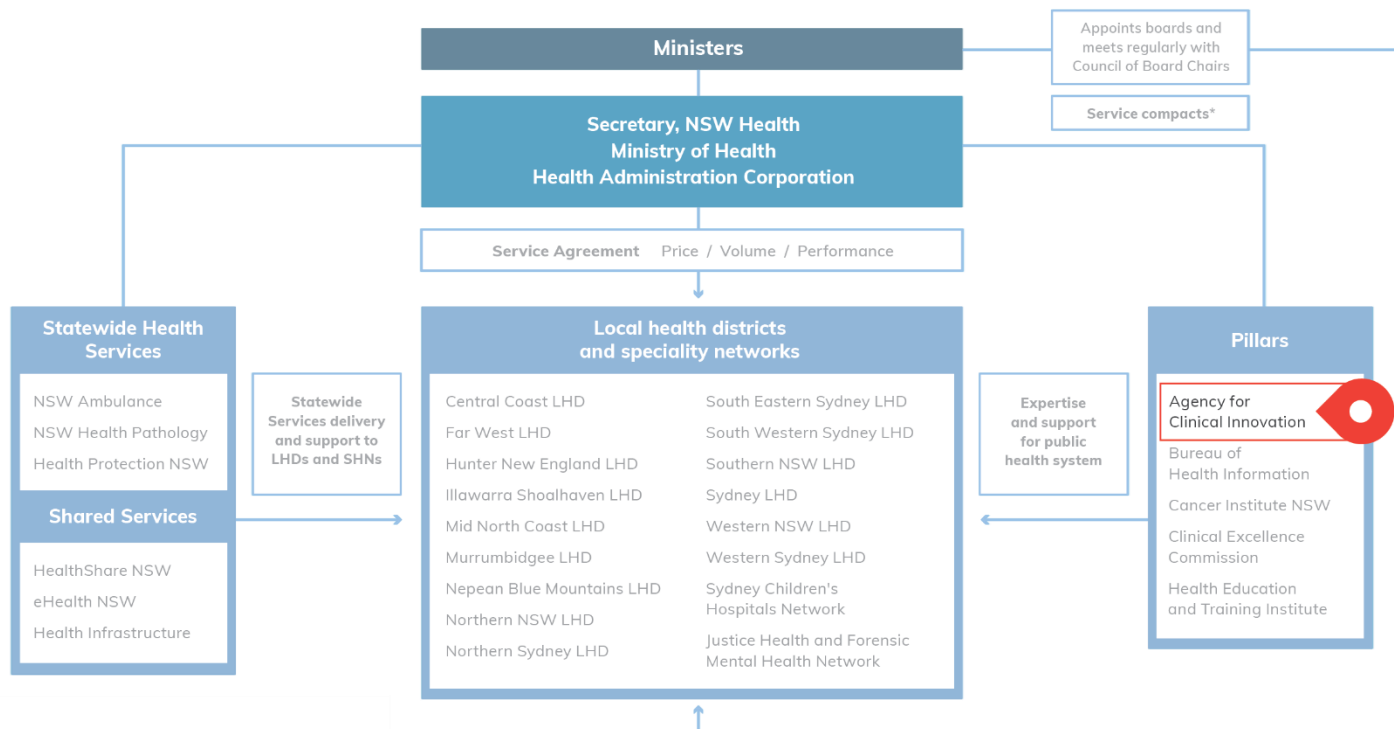 Ministers
Appoints boards and
meets regularly with
Council of Board Chairs
Service compacts*
Secretary, NSW Health
Ministry of Health
Health Administration Corporation
Service Agreement Price / Volume / Performance
Statewide Health
Services
NSW Ambulance
NSW Health Pathology
Health Protection NSW
Shared Services
HealthShare NSW
eHealth NSW
Health Infrastructure
Statewide
Services delivery
and support to
LHDs and SHNs
Local health districts
and speciality networks
Central Coast LHD
Far West LHD
Hunter New England LHD
Illawarra Shoalhaven LHD
Mid North Coast LHD
Murrumbidgee LHD
Nepean Blue Mountains LHD
Northern NSW LHD
Northern Sydney LHD
South Eastern Sydney LHD
South Western Sydney LHD
Southern NSW LHD
Sydney LHD
Western NSW LHD
Western Sydney LHD
Sydney Children's
Hospitals Network
Justice Health and Forensic
Mental Health Network
Expertise
and support
for public
health system
Pillars
Agency for
Clinical Innovation
Bureau of
Health Information
Cancer Institute NSW
Clinical Excellence
Commission
Health Education
and Training Institute